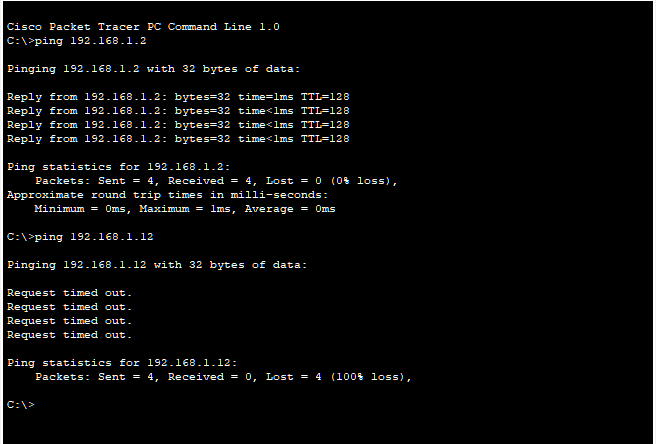 Cisco Packet Tracer PC Command Line 1.0
C:\>ping 192.168.1.2
Pinging 192.168.1.2 with 32 bytes of data:
Reply from 192.168.1.2: bytes=32 time=1ms TTL=128
Reply from 192.168.1.2: bytes=32 time<1ms TTL=128
Reply from 192.168.1.2: bytes=32 time<1ms TTL=128
Reply from 192.168.1.2: bytes=32 time<1ms TTL=128
Ping statistics for 192.168.1.2:
Packets: Sent = 4, Received = 4, Lost = 0 (0% loss),
Approximate round trip times in milli-seconds:
Minimum = 0ms, Maximum = 1ms, Average = 0ms
C:\>ping 192.168.1.12
Pinging 192.168.1.12 with 32 bytes of data:
Request timed out.
Request timed out.
Request timed out.
Request timed out.
Ping statistics for 192.168.1.12:
Packets: Sent = 4, Received = 0, Lost = 4 (100% loss),
C:\>